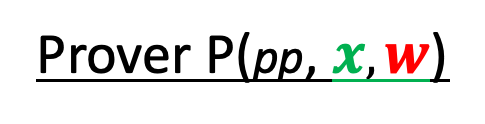 Prover P(pp, x, w)